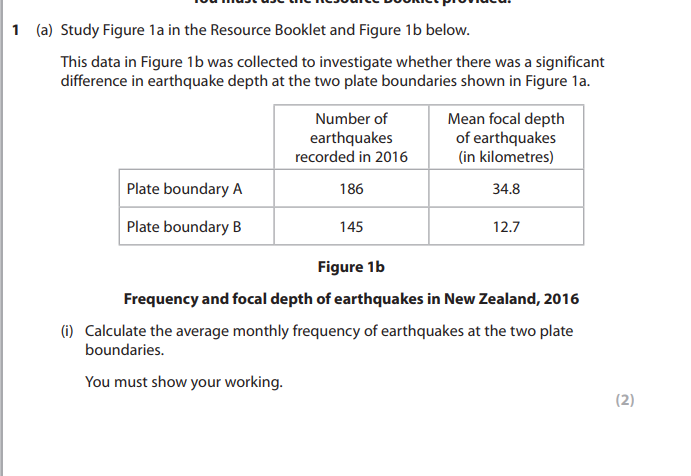 You must use the Resource Booklet provided.
1 (a) Study Figure 1a in the Resource Booklet and Figure 1b below.
This data in Figure 1b was collected to investigate whether there was a significant
difference in earthquake depth at the two plate boundaries shown in Figure 1a.
Number of
earthquakes
recorded in 2016
Mean focal depth
of earthquakes
(in kilometres)
Plate boundary A 186 34.8
Plate boundary B 145 12.7
Figure 1b
Frequency and focal depth of earthquakes in New Zealand, 2016
(i) Calculate the average monthly frequency of earthquakes at the two plate
boundaries.
You must show your working.
(2)